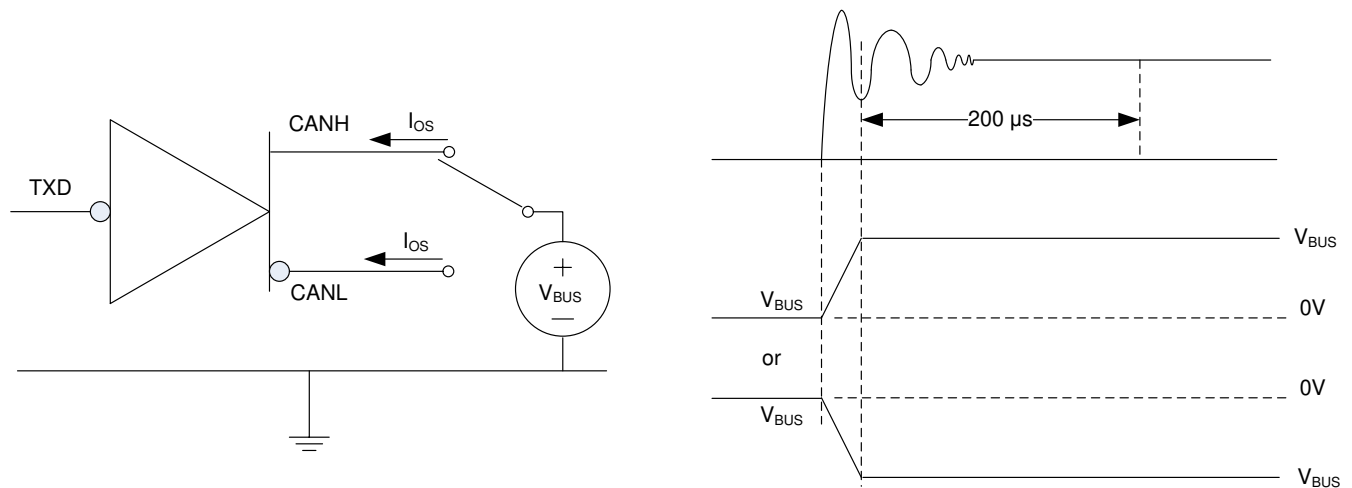 CANH
I_OS
TXD
I_OS
CANL
+
V_BUS
200 µs
V_BUS
V_BUS
0V
or
0V
V_BUS
V_BUS